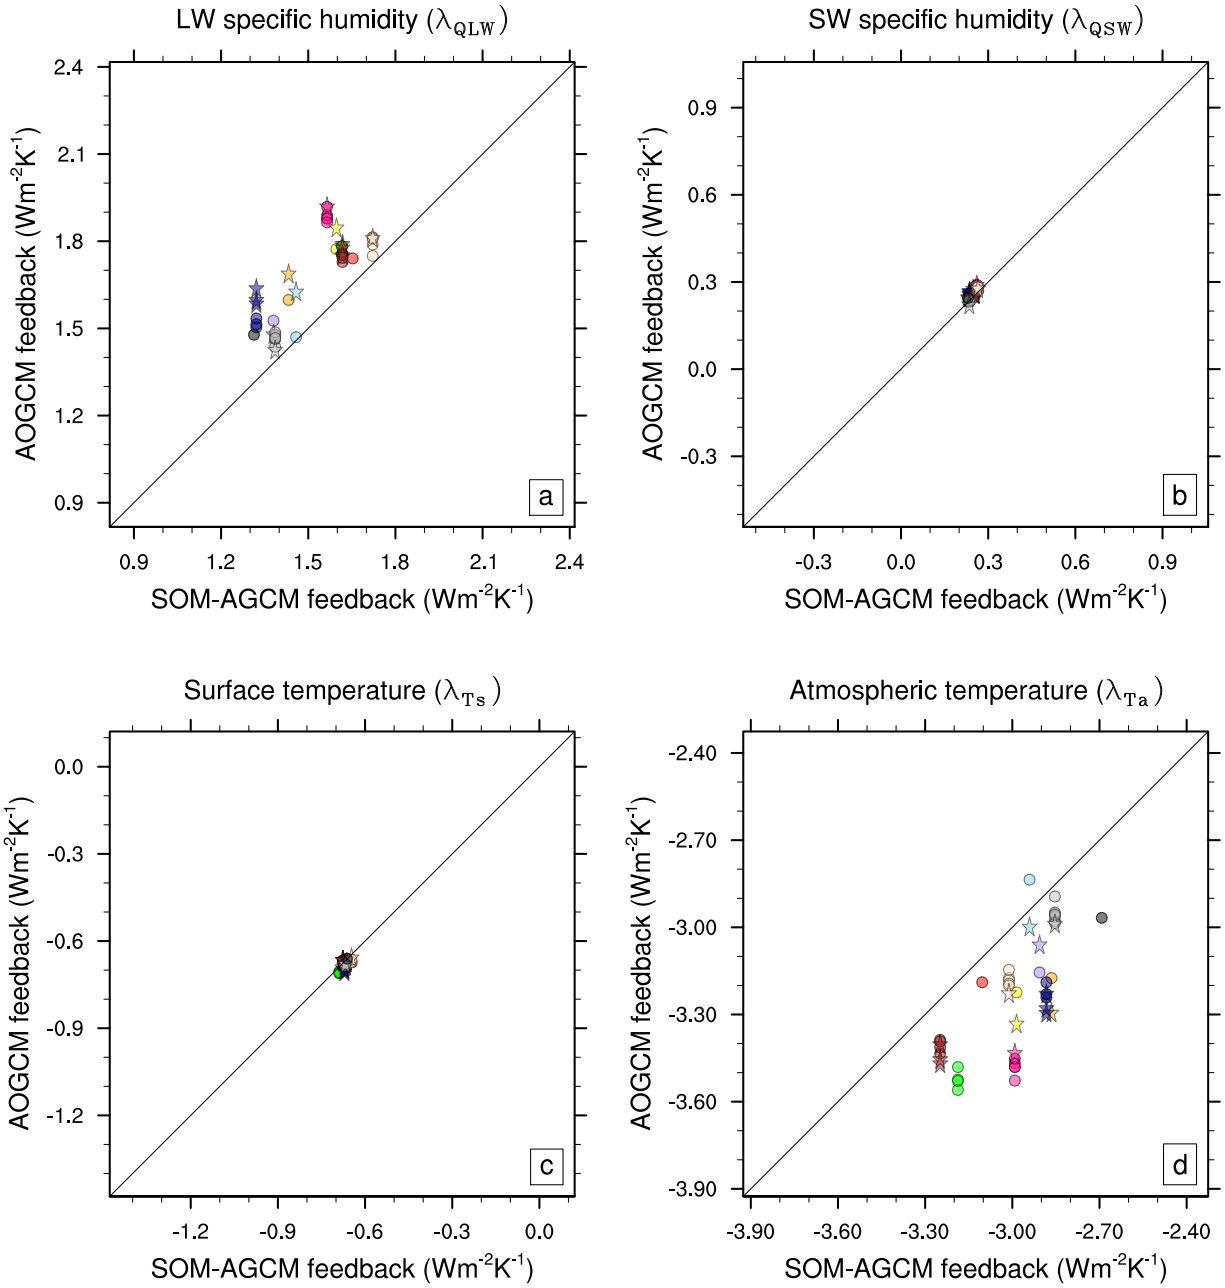 LW specific humidity (λQLW)
2.4
2.1
1.8
1.5
1.2
0.9
AOGCM feedback (Wm-2K-1)
a
0.9 1.2 1.5 1.8 2.1 2.4
SOM-AGCM feedback (Wm-2K-1)
SW specific humidity (λQSW)
0.9
0.6
0.3
0.0
-0.3
AOGCM feedback (Wm-2K-1)
b
-0.3 0.0 0.3 0.6 0.9
SOM-AGCM feedback (Wm-2K-1)
Surface temperature (λTs)
0.0
-0.3
-0.6
-0.9
-1.2
AOGCM feedback (Wm-2K-1)
c
-1.2 -0.9 -0.6 -0.3 0.0
SOM-AGCM feedback (Wm-2K-1)
Atmospheric temperature (λTa)
-2.40
-2.70
-3.00
-3.30
-3.60
-3.90
AOGCM feedback (Wm-2K-1)
d
-3.90 -3.60 -3.30 -3.00 -2.70 -2.40
SOM-AGCM feedback (Wm-2K-1)